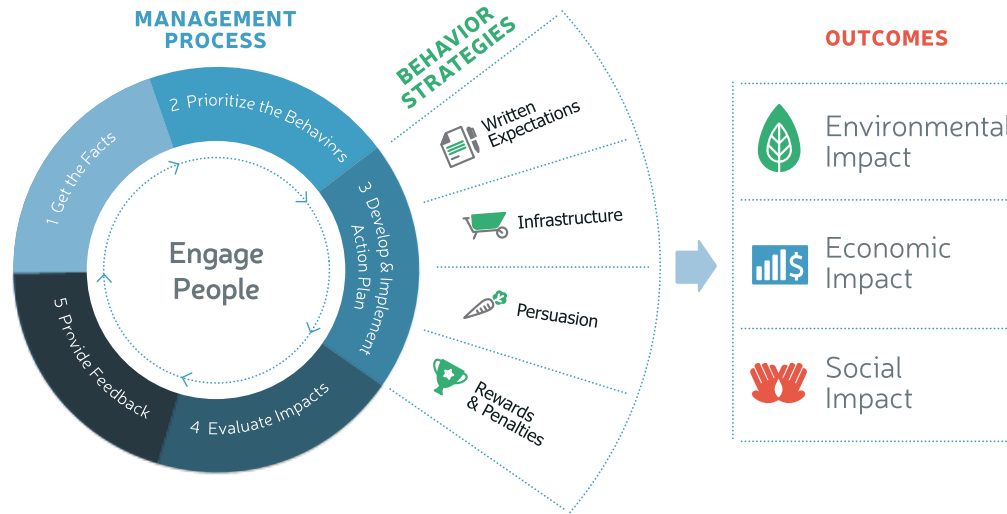 MANAGEMENT
PROCESS
1 Get the Facts
2 Prioritize the Behaviors
3 Develop & Implement
Action Plan
4 Evaluate Impacts
5 Provide Feedback
Engage
People
BEHAVIOR
STRATEGIES
Written
Expectations
Infrastructure
Persuasion
Rewards
& Penalties
OUTCOMES
Environmental
Impact
$
Economic
Impact
Social
Impact